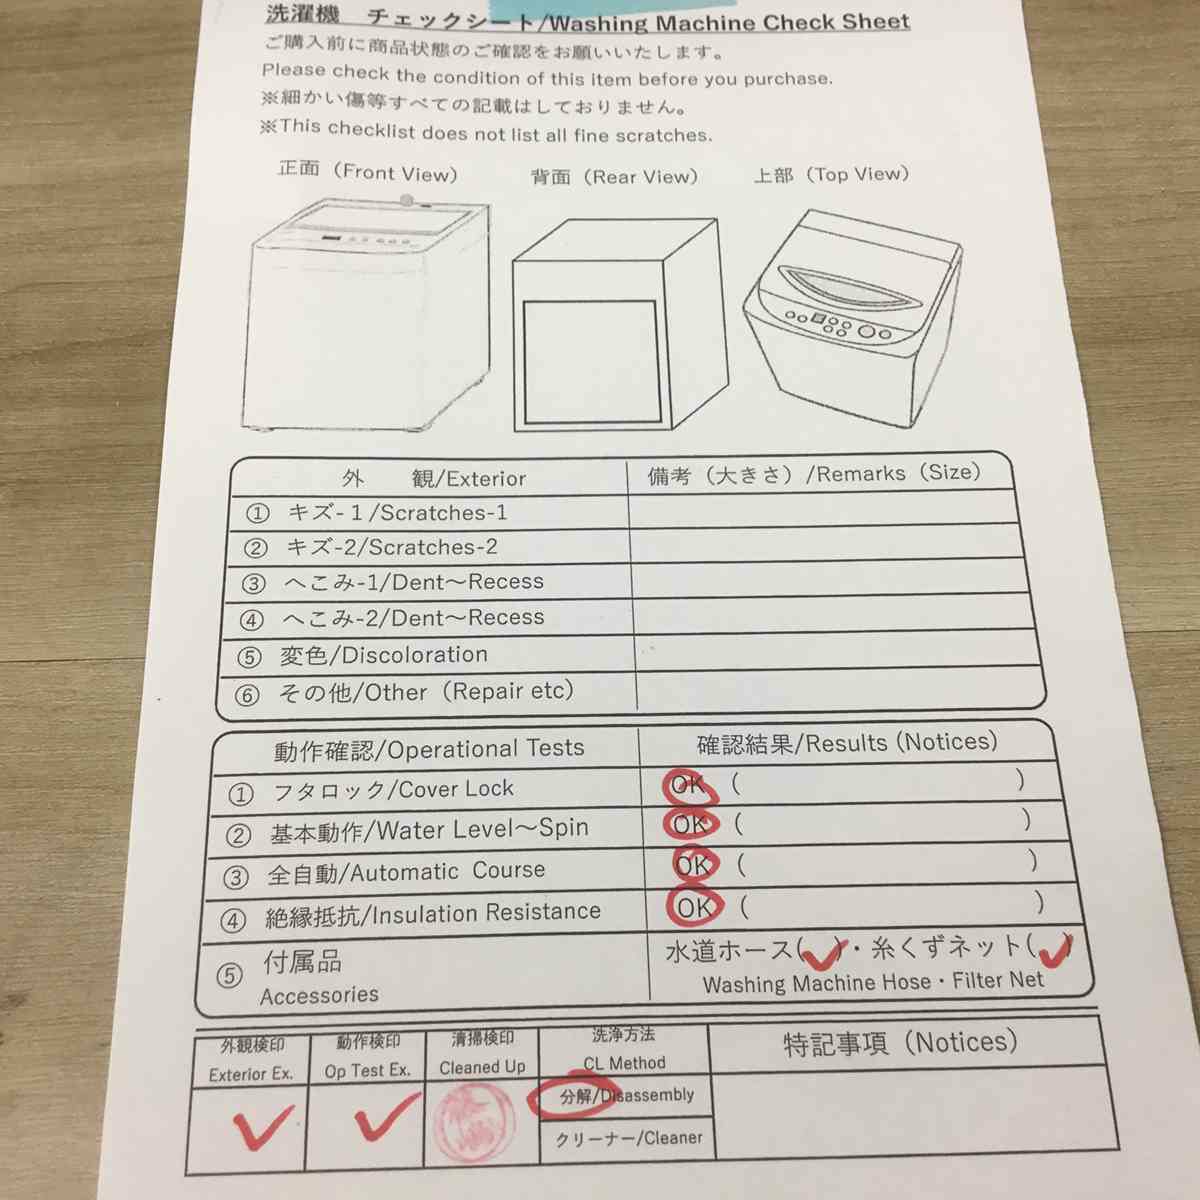 洗濯機　チェックシート/Washing Machine Check Sheet
ご購入前に商品状態のご確認をお願いいたします。
Please check the condition of this item before you purchase.
※細かい傷等すべての記載はしておりません。
※This checklist does not list all fine scratches.
正面（Front View）　背面（Rear View）　上部（Top View）
外　観/Exterior　備考（大きさ）/Remarks（Size）
① キズ-１/Scratches-1
② キズ-2/Scratches-2
③ へこみ-1/Dent～Recess
④ へこみ-2/Dent～Recess
⑤ 変色/Discoloration
⑥ その他/Other（Repair etc）
動作確認/Operational Tests　確認結果/Results (Notices)
① フタロック/Cover Lock　OK（　）
② 基本動作/Water Level～Spin　OK（　）
③ 全自動/Automatic Course　OK（　）
④ 絶縁抵抗/Insulation Resistance　OK（　）
⑤ 付属品　水道ホース(✓)・糸くずネット(✓)
Accessories　Washing Machine Hose・Filter Net
外観検印　動作検印　清掃検印　洗浄方法　特記事項（Notices）
Exterior Ex.　Op Test Ex.　Cleaned Up　CL Method
✓　✓　分解/Disassembly
クリーナー/Cleaner